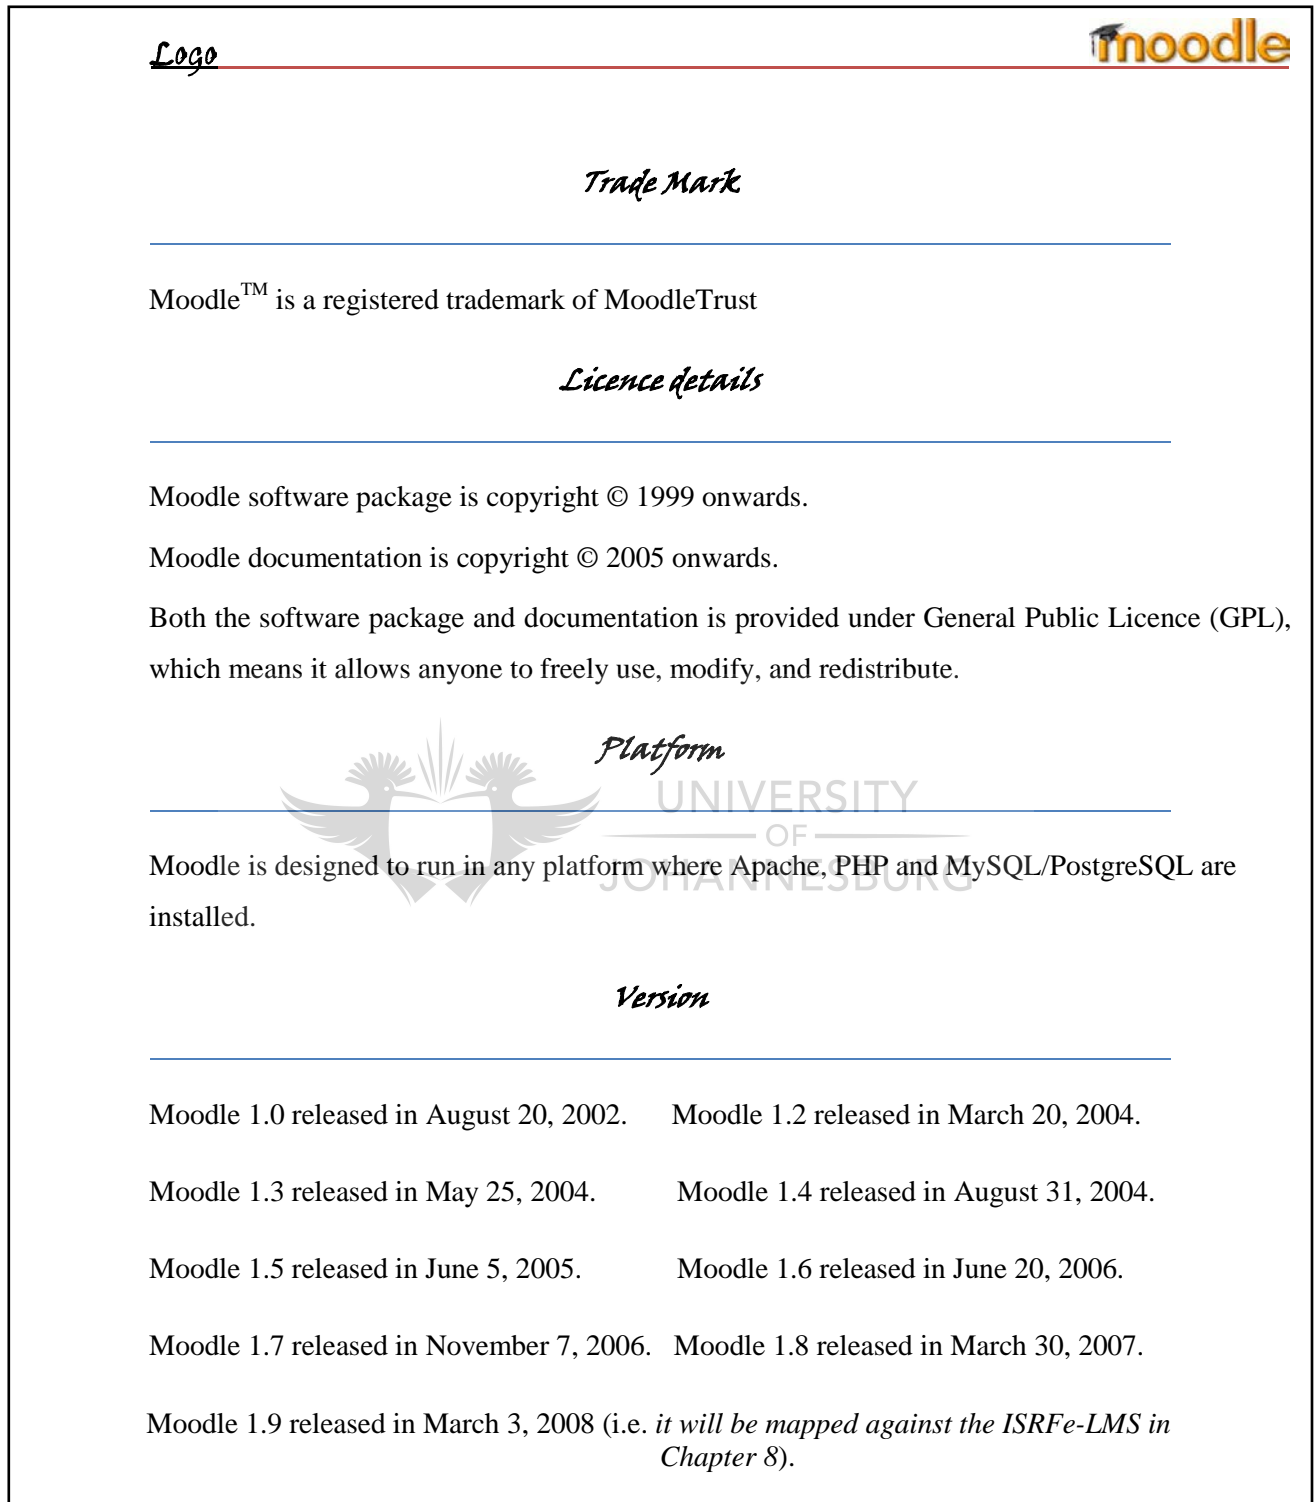 Logo moodle
Trade Mark
Moodle™ is a registered trademark of MoodleTrust
Licence details
Moodle software package is copyright © 1999 onwards.
Moodle documentation is copyright © 2005 onwards.
Both the software package and documentation is provided under General Public Licence (GPL),
which means it allows anyone to freely use, modify, and redistribute.
Platform
UNIVERSITY
OF
JOHANNESBURG
Moodle is designed to run in any platform where Apache, PHP and MySQL/PostgreSQL are
installed.
Version
Moodle 1.0 released in August 20, 2002. Moodle 1.2 released in March 20, 2004.
Moodle 1.3 released in May 25, 2004. Moodle 1.4 released in August 31, 2004.
Moodle 1.5 released in June 5, 2005. Moodle 1.6 released in June 20, 2006.
Moodle 1.7 released in November 7, 2006. Moodle 1.8 released in March 30, 2007.
Moodle 1.9 released in March 3, 2008 (i.e. it will be mapped against the ISRFe-LMS in
Chapter 8).